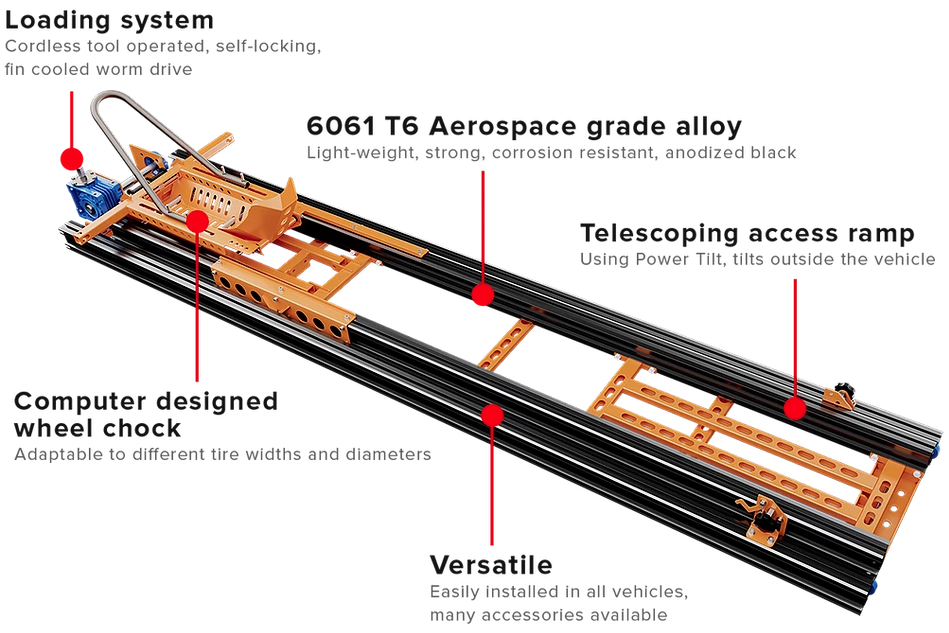 Loading system
Cordless tool operated, self-locking,
fin cooled worm drive
6061 T6 Aerospace grade alloy
Light-weight, strong, corrosion resistant, anodized black
Telescoping access ramp
Using Power Tilt, tilts outside the vehicle
Computer designed
wheel chock
Adaptable to different tire widths and diameters
Versatile
Easily installed in all vehicles,
many accessories available